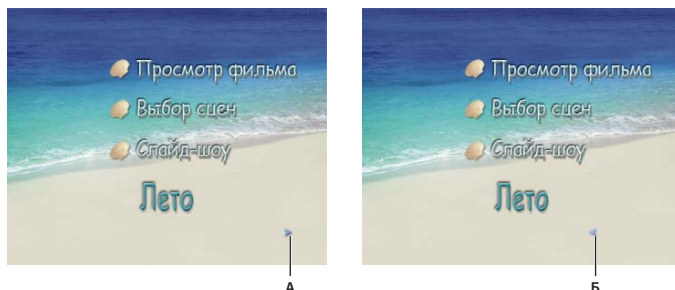 Просмотр фильма
Выбор сцен
Слайд-шоу
Лето
А
Просмотр фильма
Выбор сцен
Слайд-шоу
Лето
Б